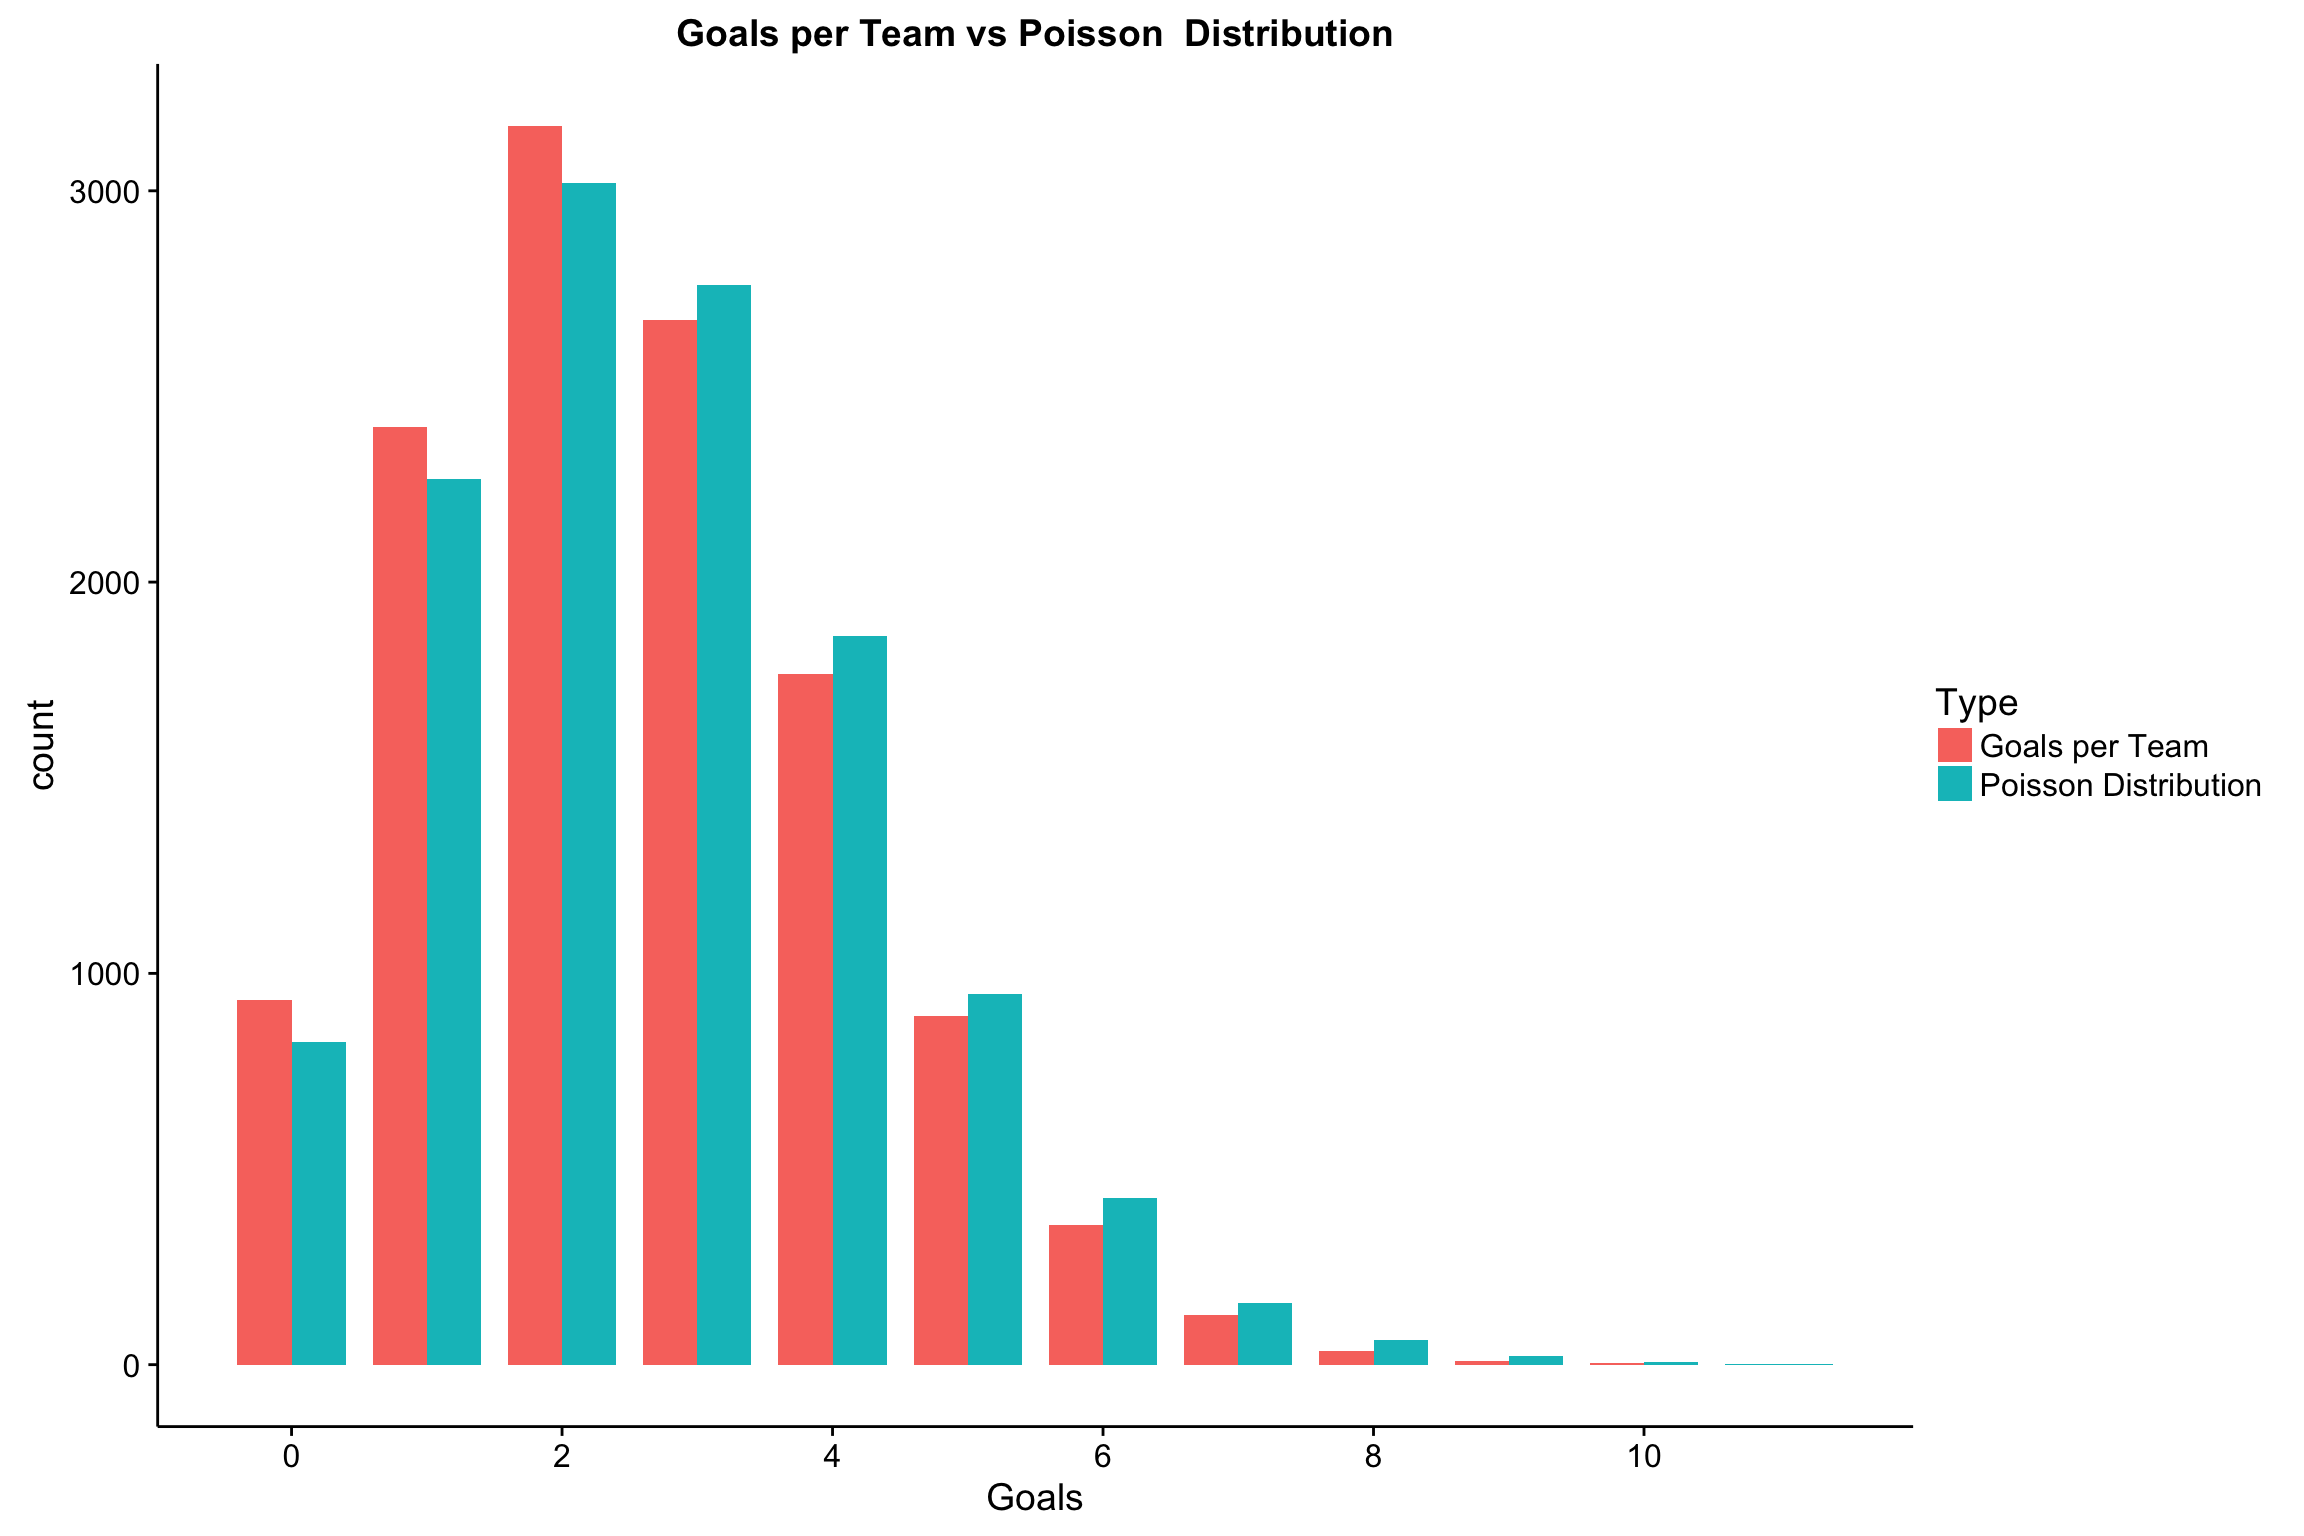 Goals per Team vs Poisson  Distribution
count
3000
2000
1000
0
0 2 4 6 8 10
Goals
Type
Goals per Team
Poisson Distribution